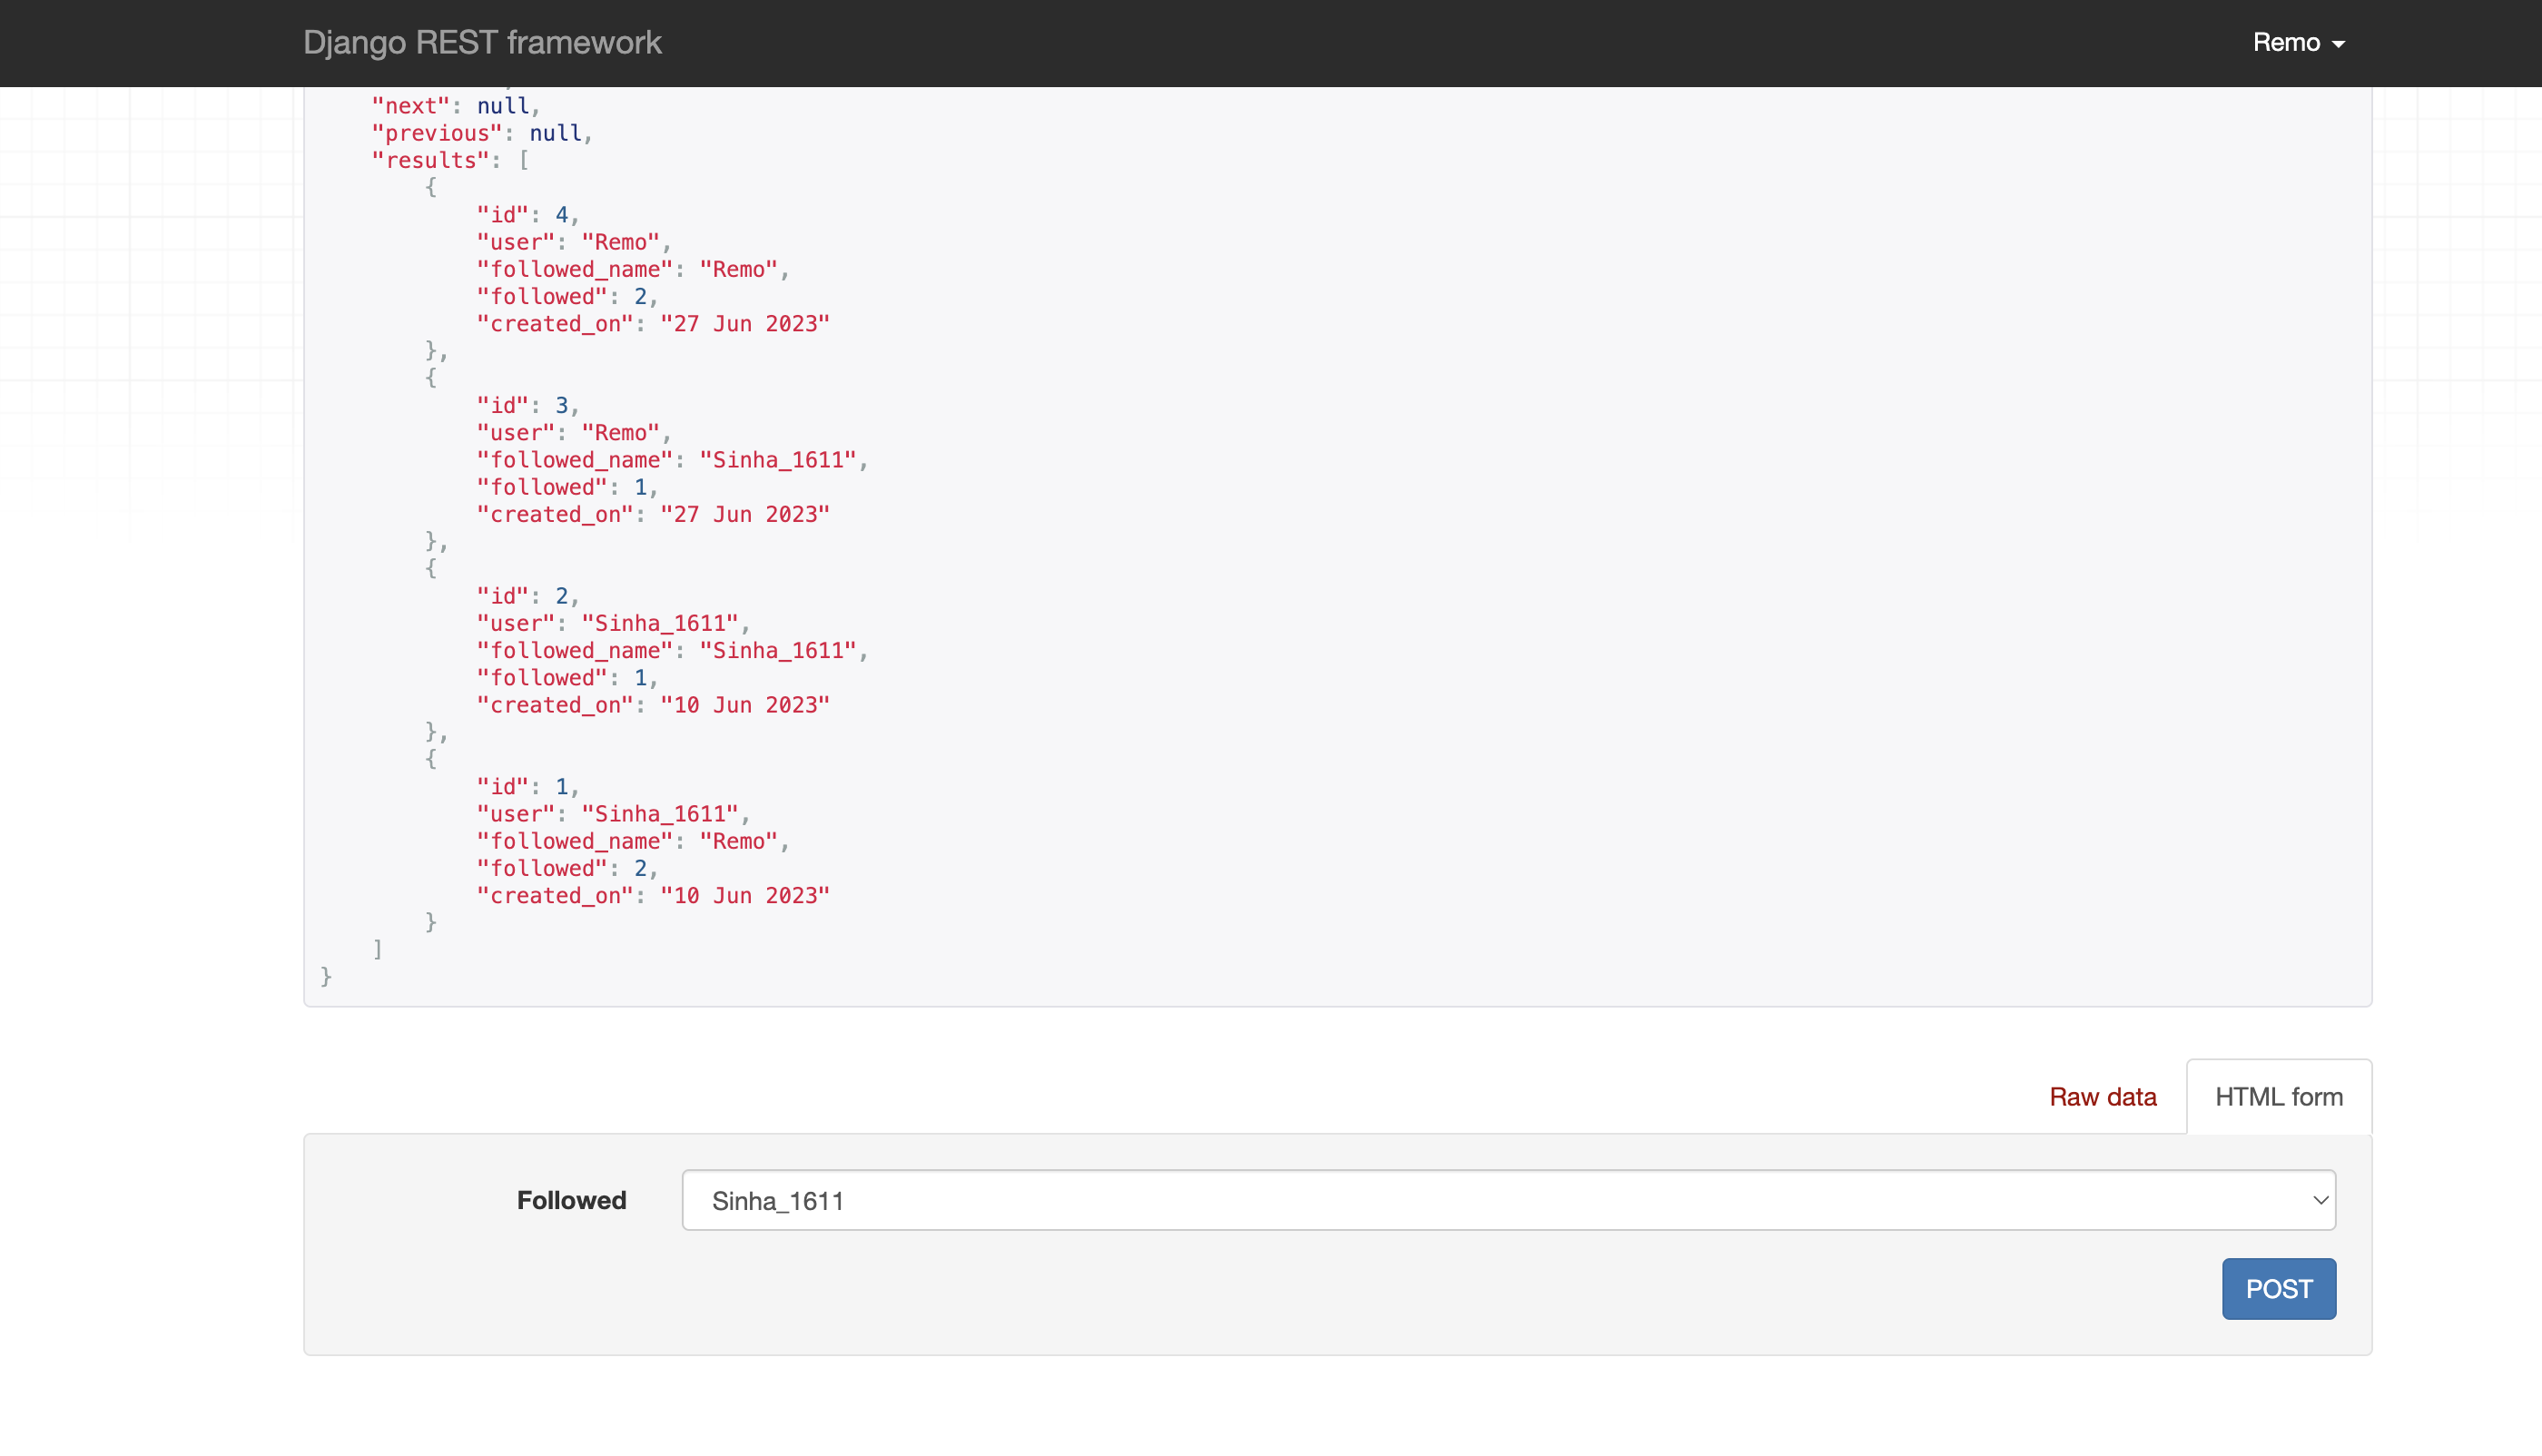 Django REST framework
Remo
"next": null,
"previous": null,
"results": [
{
"id": 4,
"user": "Remo",
"followed_name": "Remo",
"followed": 2,
"created_on": "27 Jun 2023"
},
{
"id": 3,
"user": "Remo",
"followed_name": "Sinha_1611",
"followed": 1,
"created_on": "27 Jun 2023"
},
{
"id": 2,
"user": "Sinha_1611",
"followed_name": "Sinha_1611",
"followed": 1,
"created_on": "10 Jun 2023"
},
{
"id": 1,
"user": "Sinha_1611",
"followed_name": "Remo",
"followed": 2,
"created_on": "10 Jun 2023"
}
]
}
Raw data
HTML form
Followed
Sinha_1611
POST